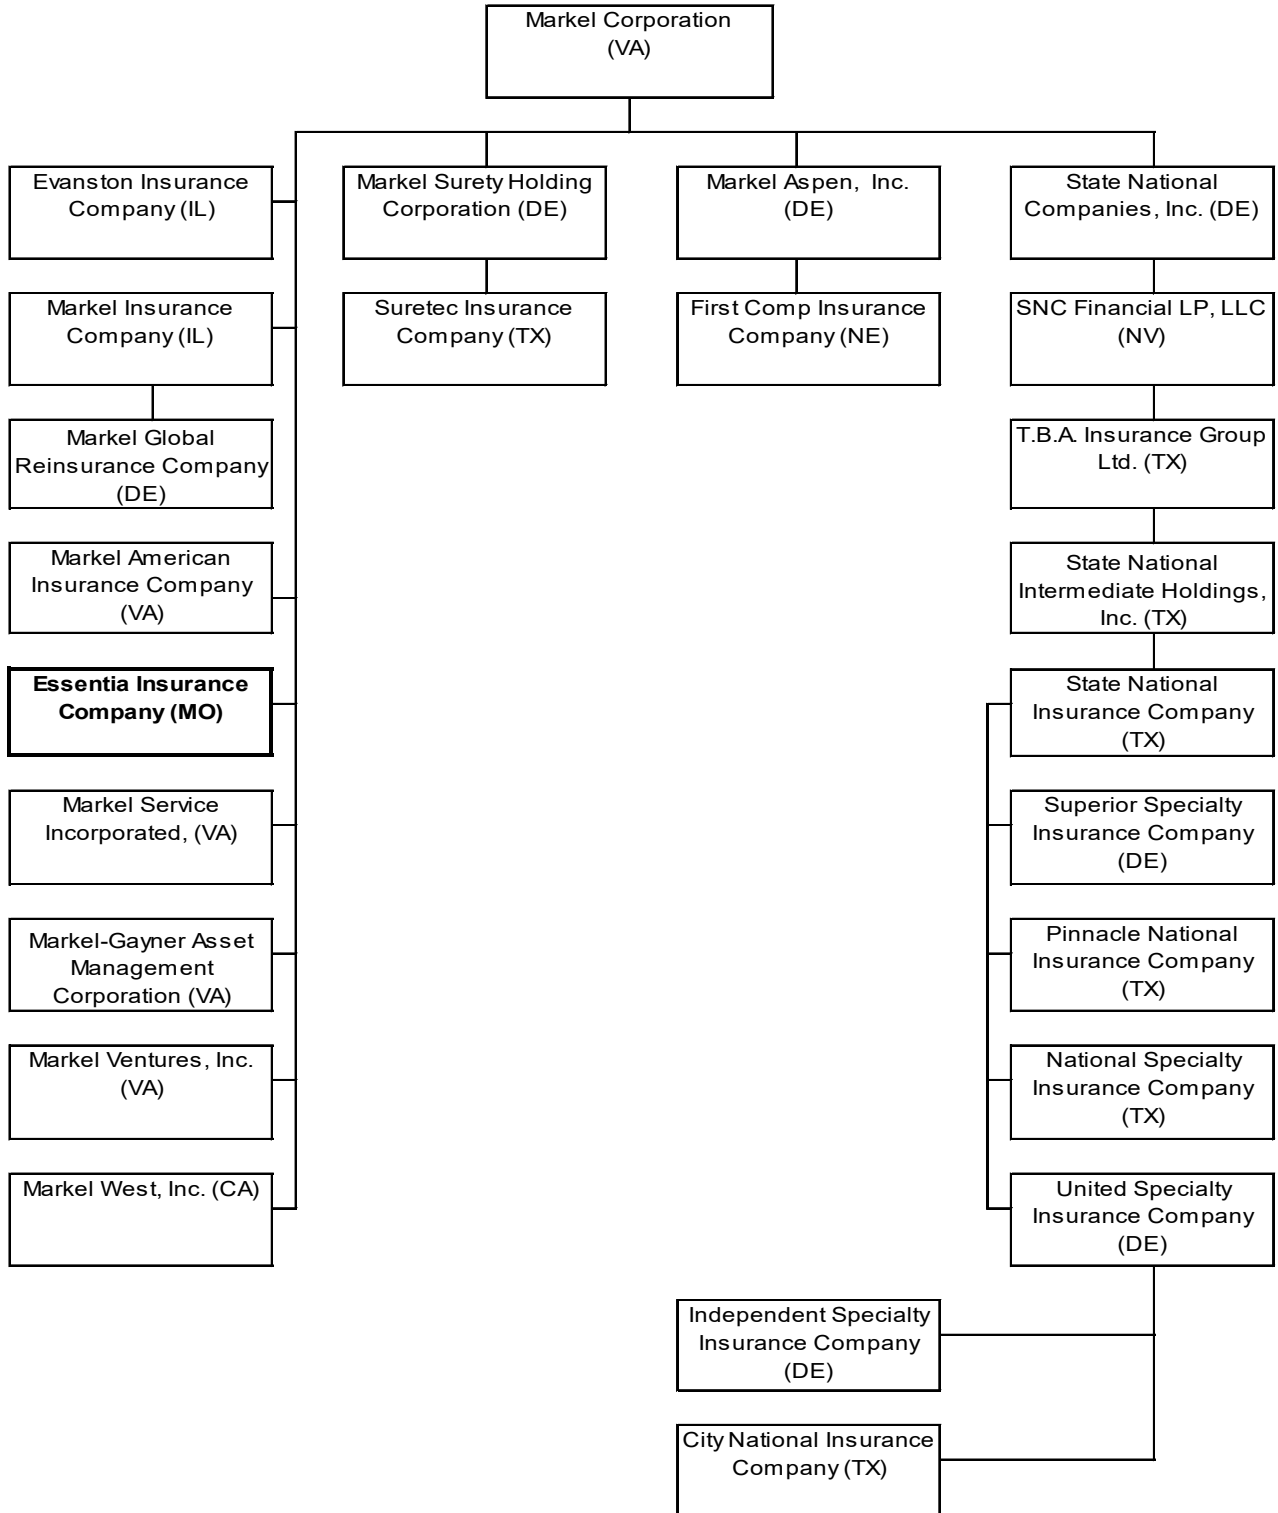 Markel Corporation
(VA)
Evanston Insurance
Company (IL)
Markel Surety Holding
Corporation (DE)
Markel Aspen, Inc.
(DE)
State National
Companies, Inc. (DE)
Markel Insurance
Company (IL)
Suretec Insurance
Company (TX)
First Comp Insurance
Company (NE)
SNC Financial LP, LLC
(NV)
Markel Global
Reinsurance Company
(DE)
T.B.A. Insurance Group
Ltd. (TX)
Markel American
Insurance Company
(VA)
State National
Intermediate Holdings,
Inc. (TX)
Essentia Insurance
Company (MO)
State National
Insurance Company
(TX)
Markel Service
Incorporated, (VA)
Superior Specialty
Insurance Company
(DE)
Markel-Gayner Asset
Management
Corporation (VA)
Pinnacle National
Insurance Company
(TX)
Markel Ventures, Inc.
(VA)
National Specialty
Insurance Company
(TX)
Markel West, Inc. (CA)
United Specialty
Insurance Company
(DE)
Independent Specialty
Insurance Company
(DE)
City National Insurance
Company (TX)